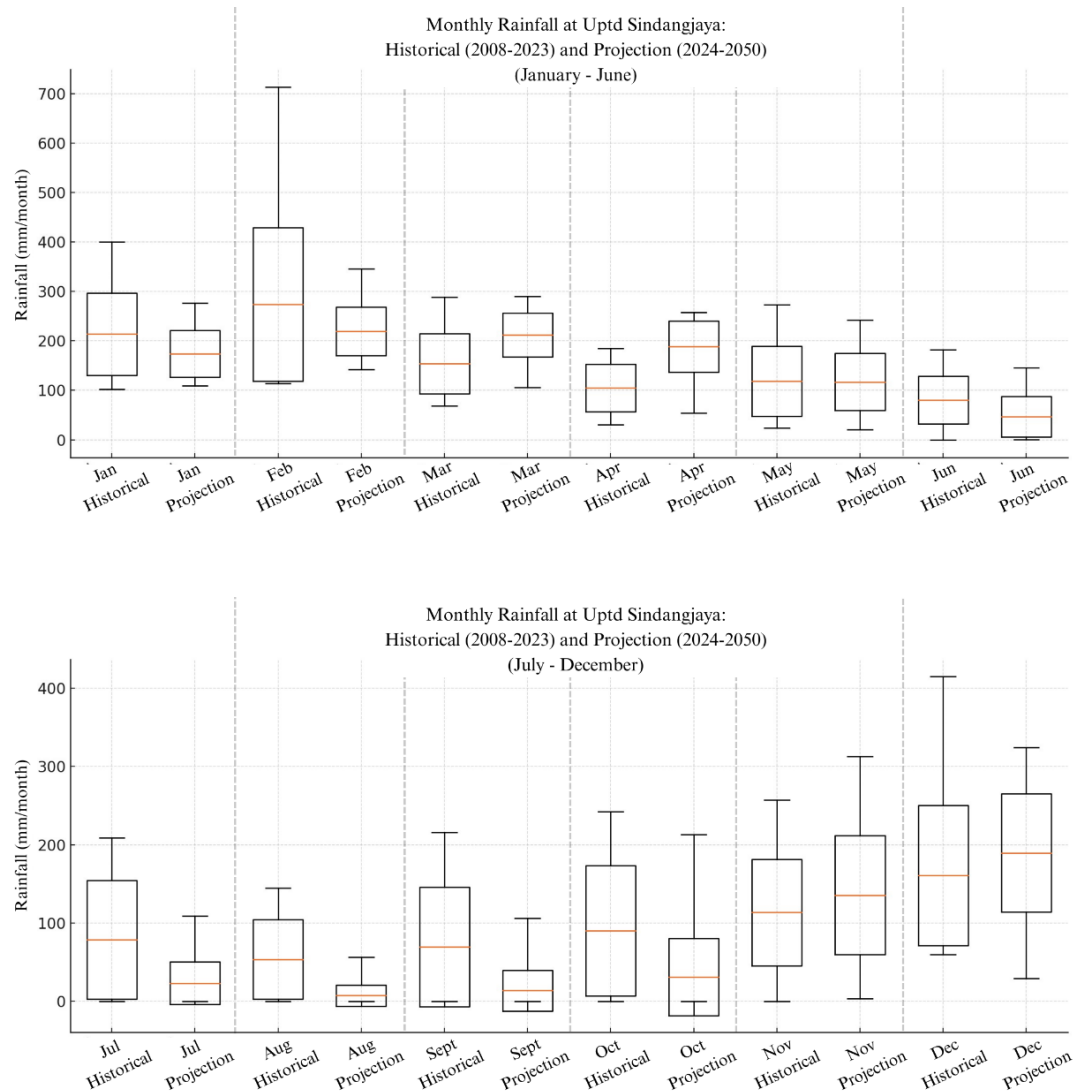 Monthly Rainfall at Uptd Sindangjaya:
Historical (2008-2023) and Projection (2024-2050)
(January - June)
Rainfall (mm/month)
700
600
500
400
300
200
100
0
Jan Historical
Jan Projection
Feb Historical
Feb Projection
Mar Historical
Mar Projection
Apr Historical
Apr Projection
May Historical
May Projection
Jun Historical
Jun Projection
Monthly Rainfall at Uptd Sindangjaya:
Historical (2008-2023) and Projection (2024-2050)
(July - December)
Rainfall (mm/month)
400
300
200
100
0
Jul Historical
Jul Projection
Aug Historical
Aug Projection
Sept Historical
Sept Projection
Oct Historical
Oct Projection
Nov Historical
Nov Projection
Dec Historical
Dec Projection